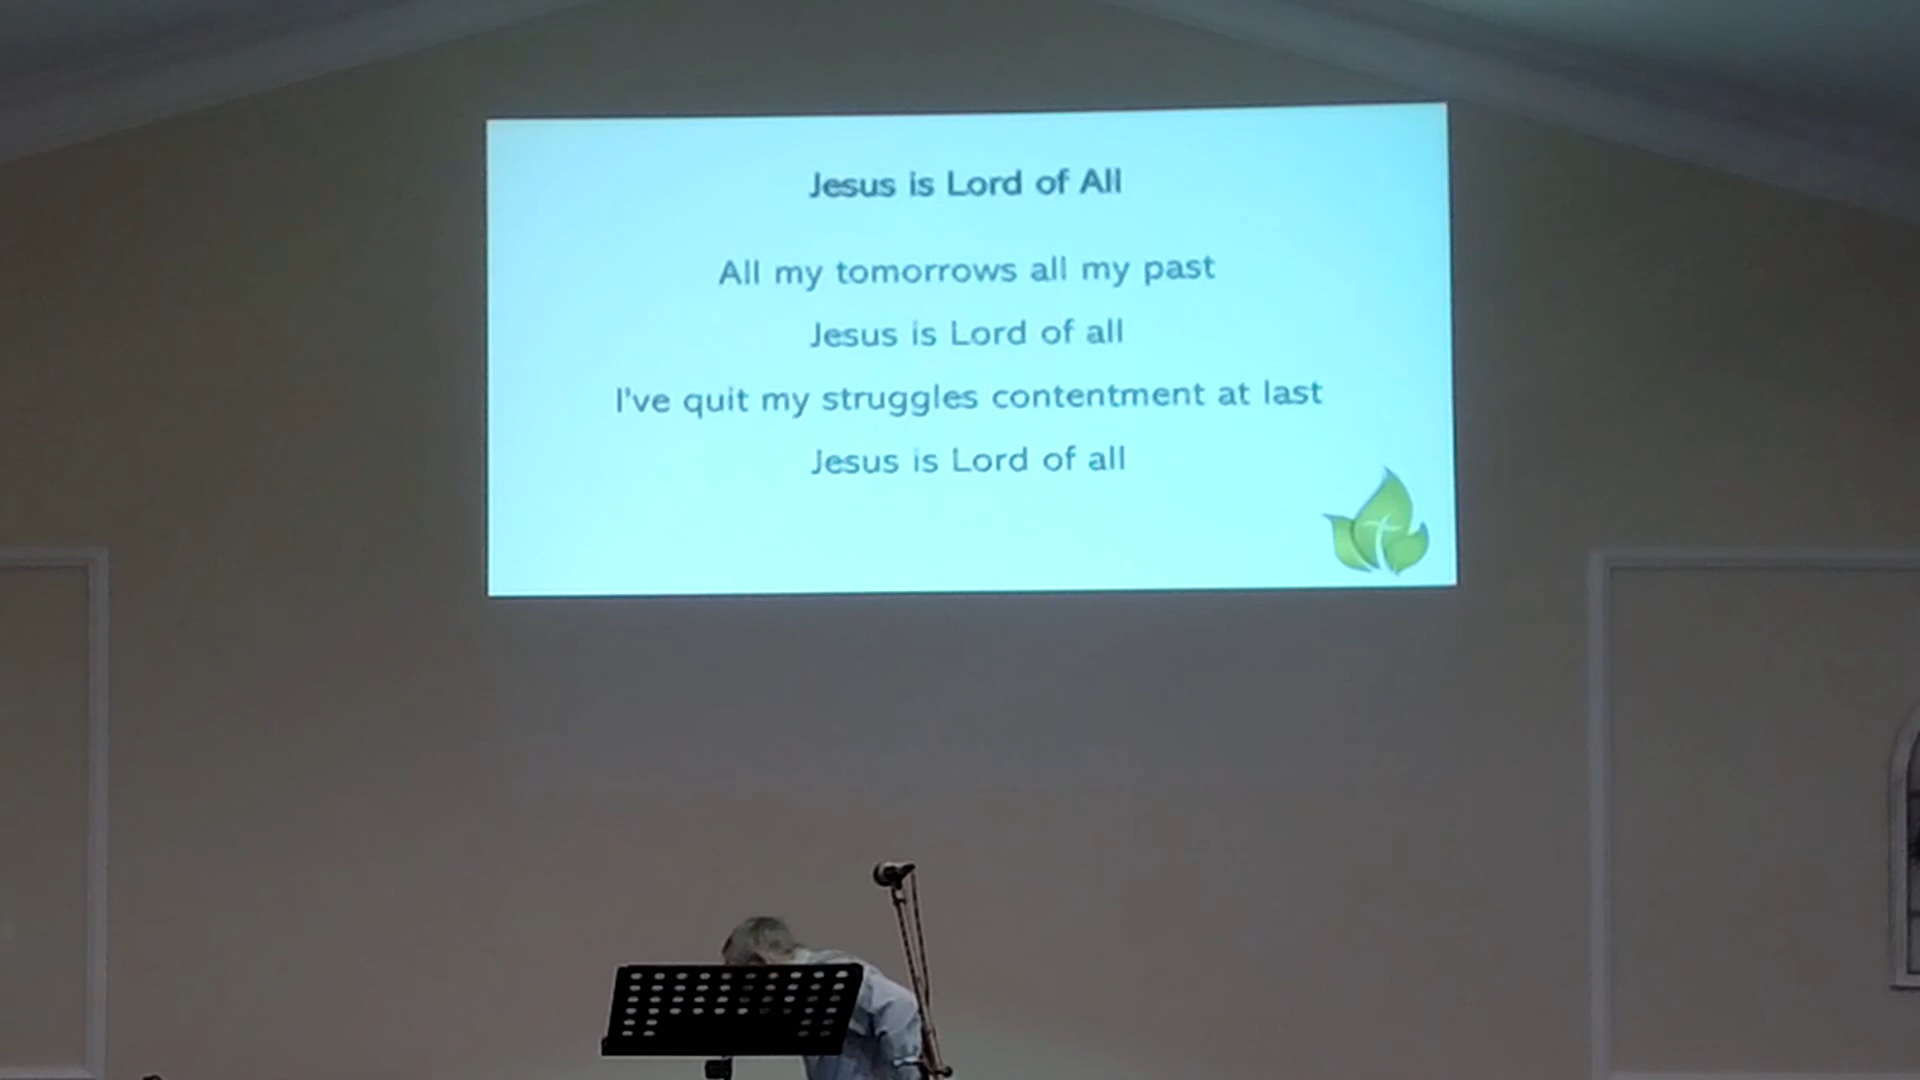 Jesus is Lord of All
All my tomorrows all my past
Jesus is Lord of all
I've quit my struggles contentment at last
Jesus is Lord of all